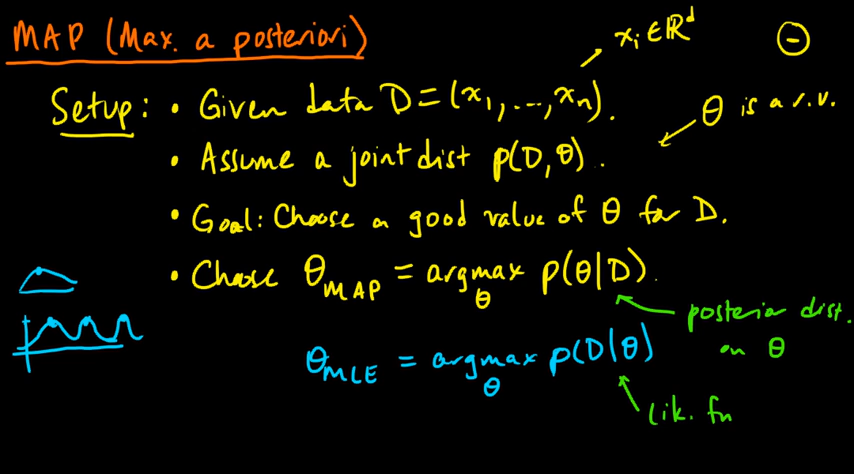 MAP (Max. a posteriori)
x_i ∈ ℝ^d
Setup: • Given data D = (x_1, ..., x_n).
θ is a r.v.
• Assume a joint dist p(D, θ).
• Goal: Choose a good value of θ for D.
• Choose θ_MAP = argmax_θ p(θ|D).
posterior dist.
on θ
θ_MLE = argmax_θ p(D|θ)
lik. fn